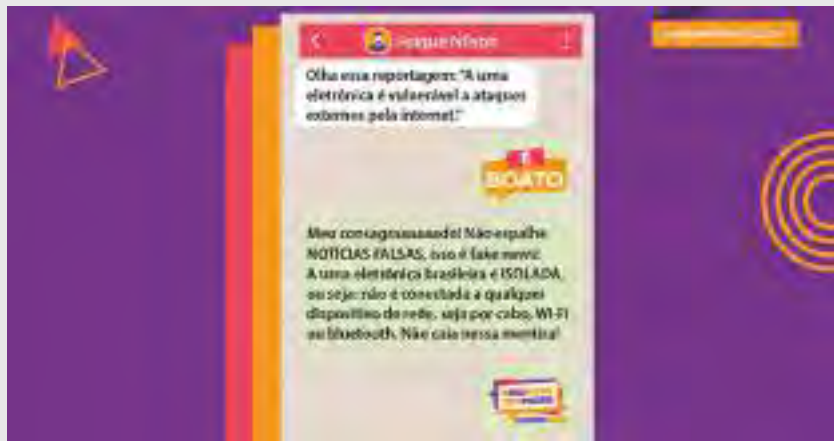 Olha essa reportagem: "A urna
eletrônica é vulnerável a ataques
externos pela internet."
BOATO
Meu consagraaaaado! Não espalhe
NOTÍCIAS FALSAS, isso é fake news!
A urna eletrônica brasileira é ISOLADA,
ou seja: não é conectada a qualquer
dispositivo de rede, seja por cabo, WI-FI
ou bluetooth. Não caia nessa mentira!